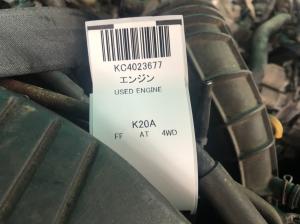 KC4023677
エンジン
USED ENGINE
K20A
FF AT 4WD